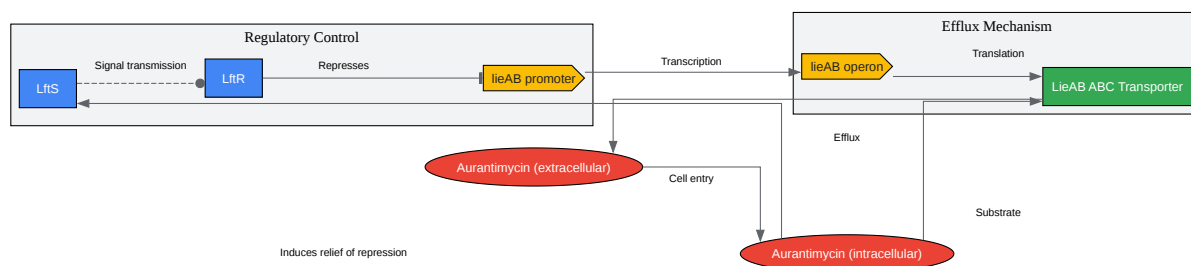 Regulatory Control
Efflux Mechanism
Signal transmission
Represses
Transcription
Translation
LftS
LftR
lieAB promoter
lieAB operon
LieAB ABC Transporter
Efflux
Aurantimycin (extracellular)
Cell entry
Substrate
Induces relief of repression
Aurantimycin (intracellular)